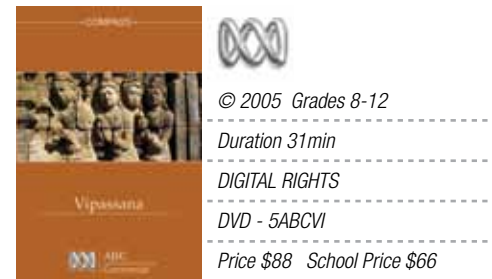 COMPASS
Vipassana
ABC
Commercial
© 2005 Grades 8-12
Duration 31min
DIGITAL RIGHTS
DVD - 5ABCVI
Price $88 School Price $66